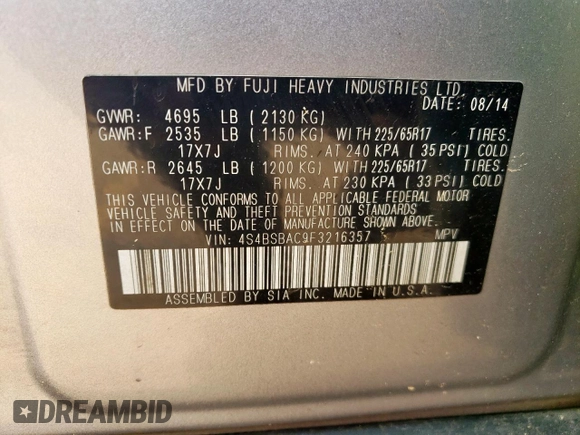 MFD BY FUJI HEAVY INDUSTRIES LTD.
DATE: 08/14
GVWR: 4695 LB (2130 KG)
GAWR:F 2535 LB (1150 KG) WITH 225/65R17 TIRES.
17X7J RIMS. AT 240 KPA (35 PSI) COLD
GAWR:R 2645 LB (1200 KG) WITH 225/65R17 TIRES.
17X7J RIMS. AT 230 KPA (33 PSI) COLD
THIS VEHICLE CONFORMS TO ALL APPLICABLE FEDERAL MOTOR
VEHICLE SAFETY AND THEFT PREVENTION STANDARDS
IN EFFECT ON THE DATE OF MANUFACTURE SHOWN ABOVE.
VIN: 4S4BSBAC9F3216357 MPV
ASSEMBLED BY SIA INC. MADE IN U.S.A.
DREAMBID